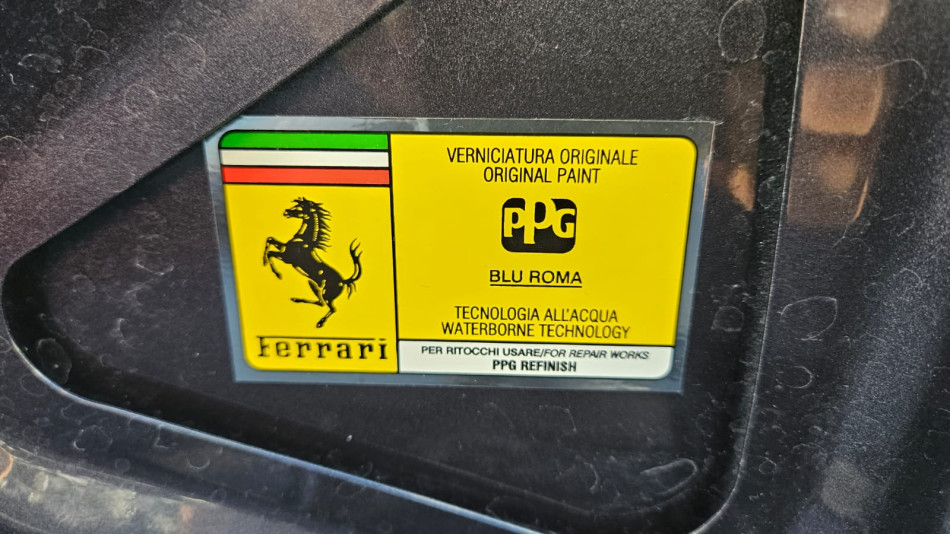 VERNICIATURA ORIGINALE
ORIGINAL PAINT
PPG
BLU ROMA
TECNOLOGIA ALL'ACQUA
WATERBORNE TECHNOLOGY
Ferrari
PER RITOCCHI USARE/FOR REPAIR WORKS
PPG REFINISH